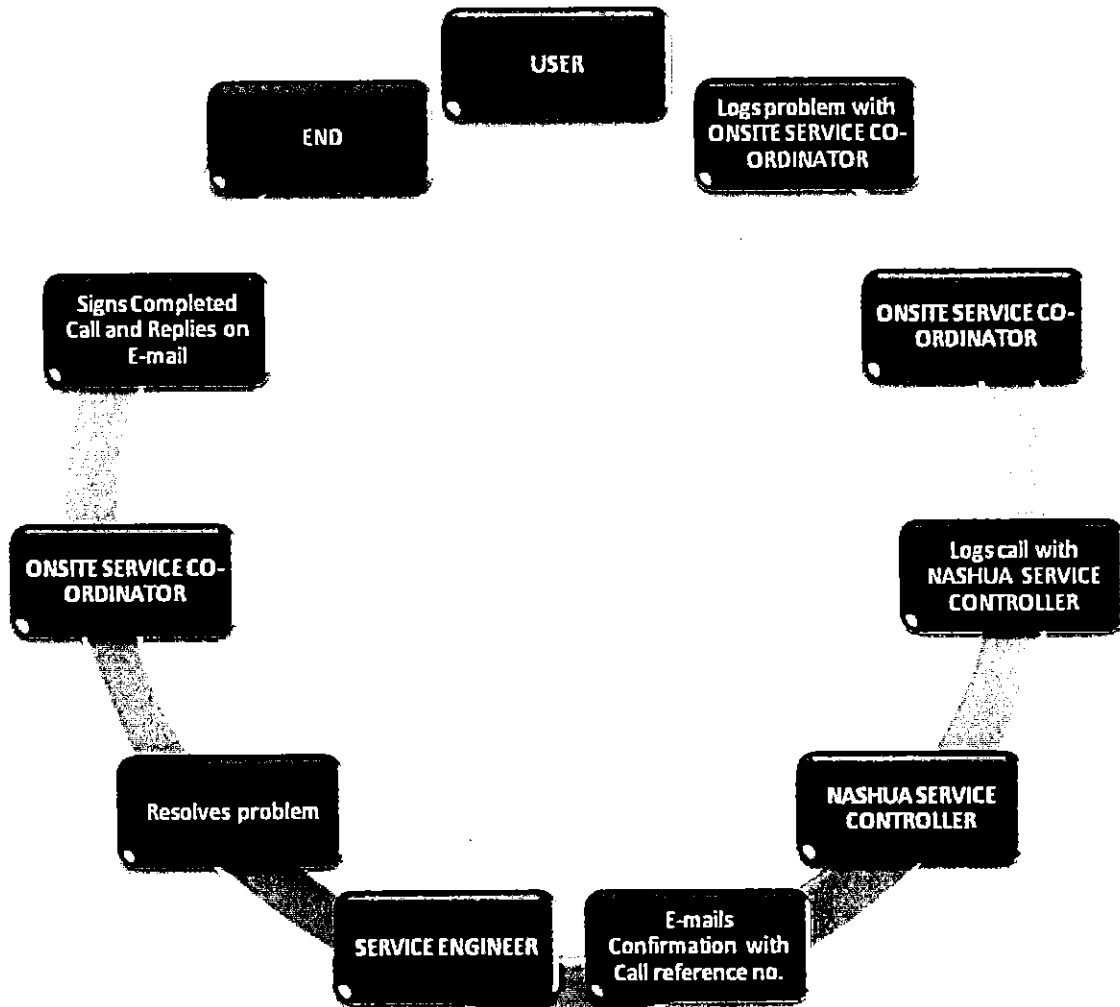 USER
Logs problem with
ONSITE SERVICE CO-
ORDINATOR
ONSITE SERVICE CO-
ORDINATOR
Logs call with
NASHUA SERVICE
CONTROLLER
NASHUA SERVICE
CONTROLLER
E-mails
Confirmation with
Call reference no.
SERVICE ENGINEER
Resolves problem
ONSITE SERVICE CO-
ORDINATOR
Signs Completed
Call and Replies on
E-mail
END